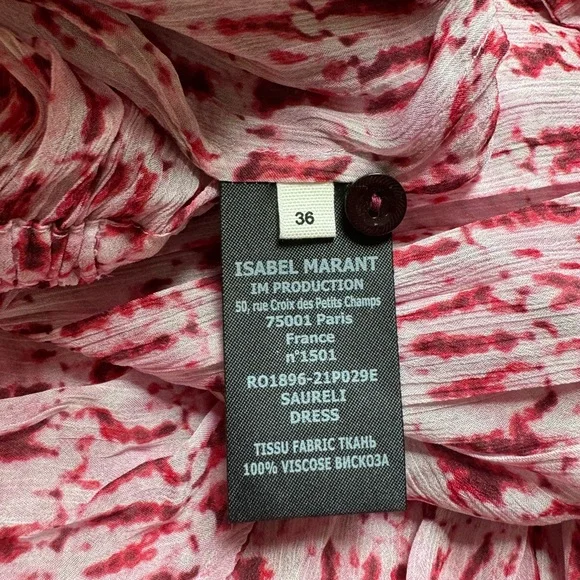 36
ISABEL MARANT
IM PRODUCTION
50, rue Croix des Petits Champs
75001 Paris
France
n°1501
RO1896-21P029E
SAURELI
DRESS
TISSU FABRIC ТКАНЬ
100% VISCOSE ВИСКОЗА